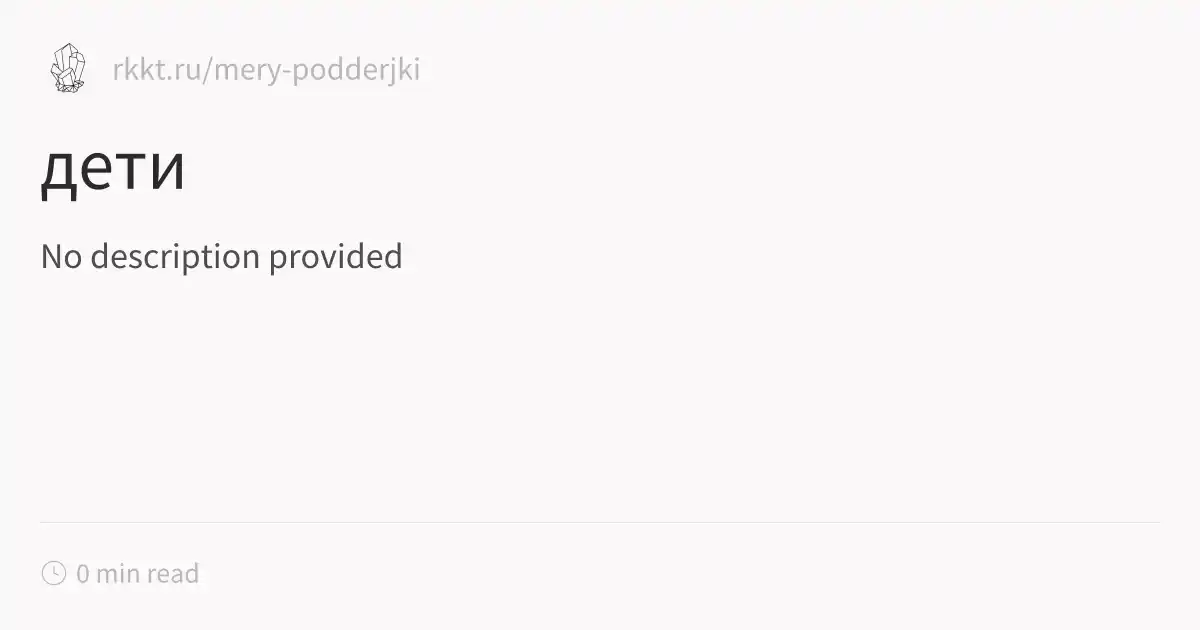 rkkt.ru/mery-podderjki
дети
No description provided
0 min read